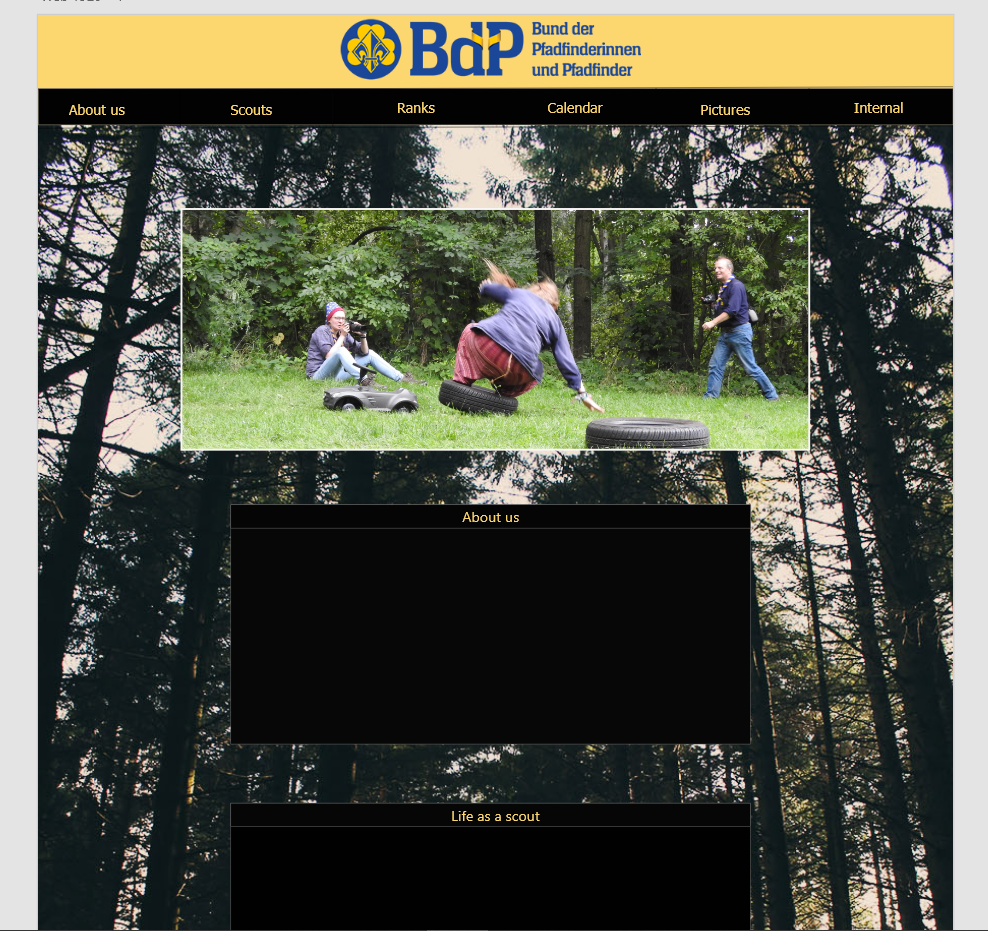 BdP
Bund der
Pfadfinderinnen
und Pfadfinder
About us
Scouts
Ranks
Calendar
Pictures
Internal
About us
Life as a scout